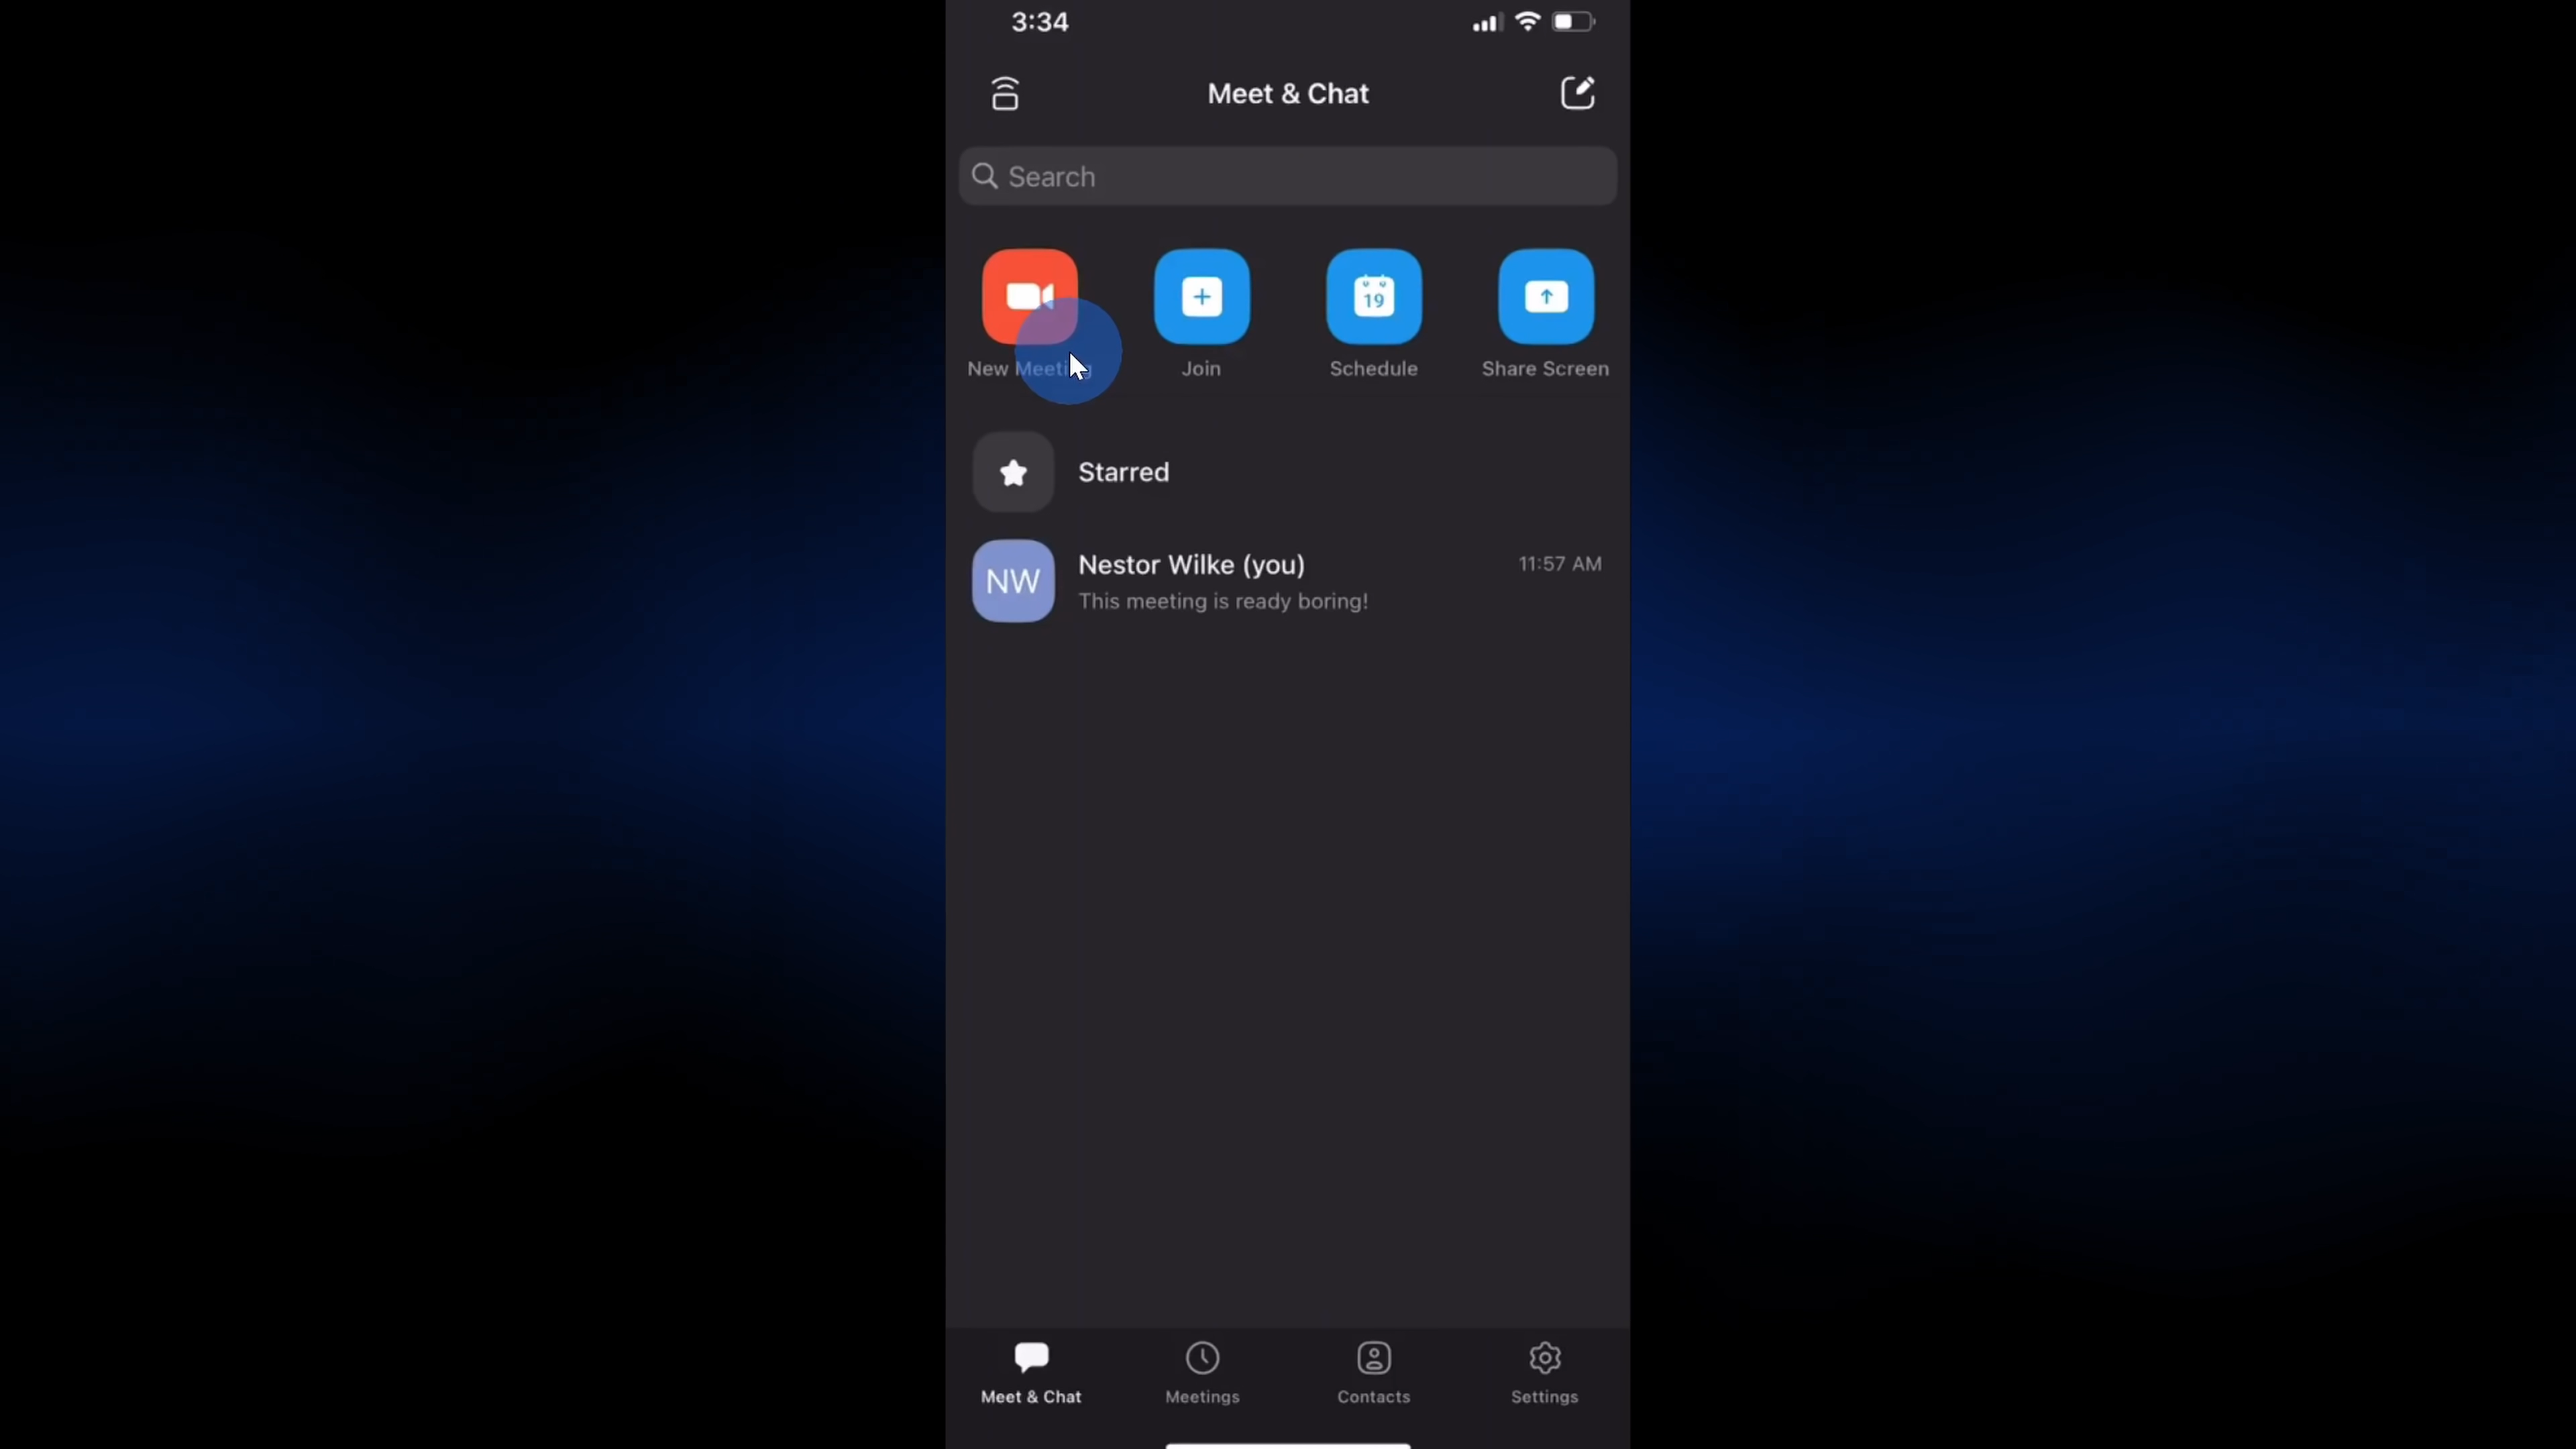 3:34
Meet & Chat
Search
19
New Meeting
Join
Schedule
Share Screen
Starred
NW
Nestor Wilke (you)
11:57 AM
This meeting is ready boring!
Meet & Chat
Meetings
Contacts
Settings